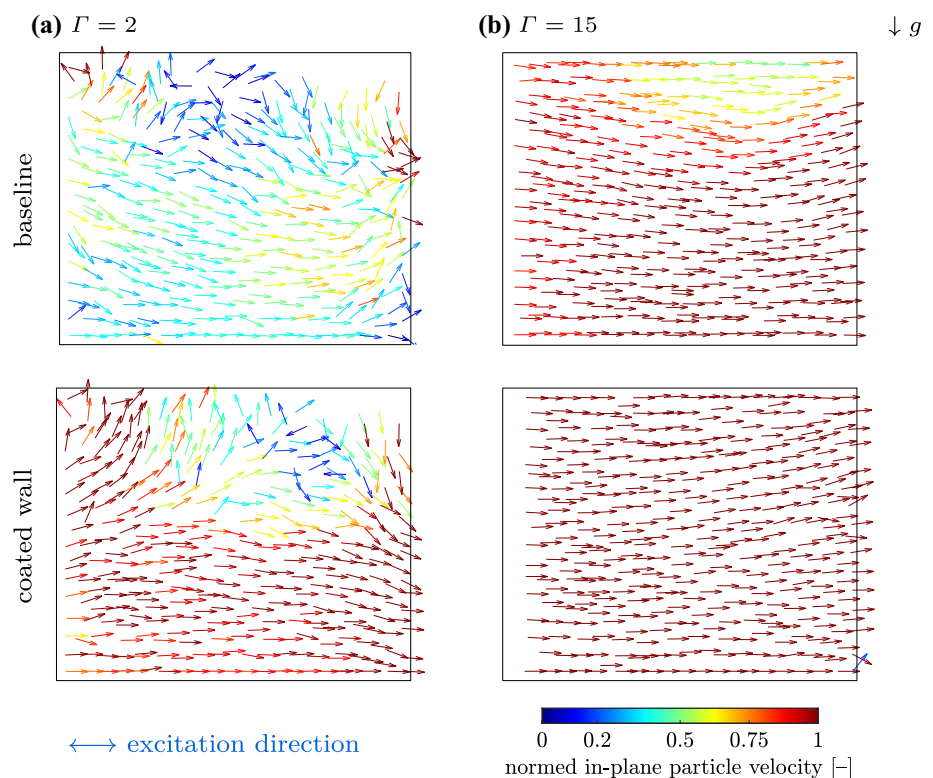 (a) Γ = 2
(b) Γ = 15
↓ g
baseline
coated wall
⟷ excitation direction
0 0.2 0.5 0.75 1
normed in-plane particle velocity [–]